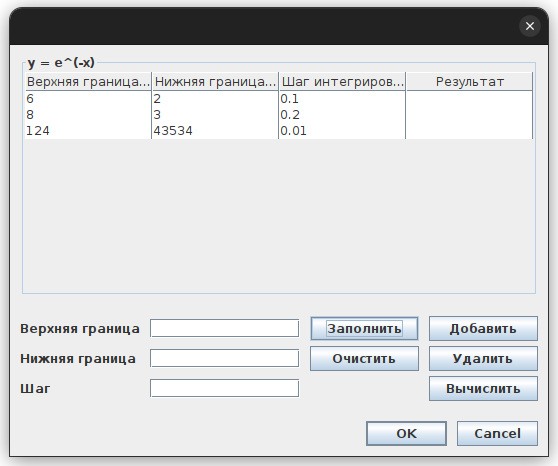 y = e^(-x)
Верхняя граница... Нижняя граница... Шаг интегриров... Результат
6 2 0.1
8 3 0.2
124 43534 0.01
Верхняя граница Заполнить Добавить
Нижняя граница Очистить Удалить
Шаг Вычислить
OK Cancel